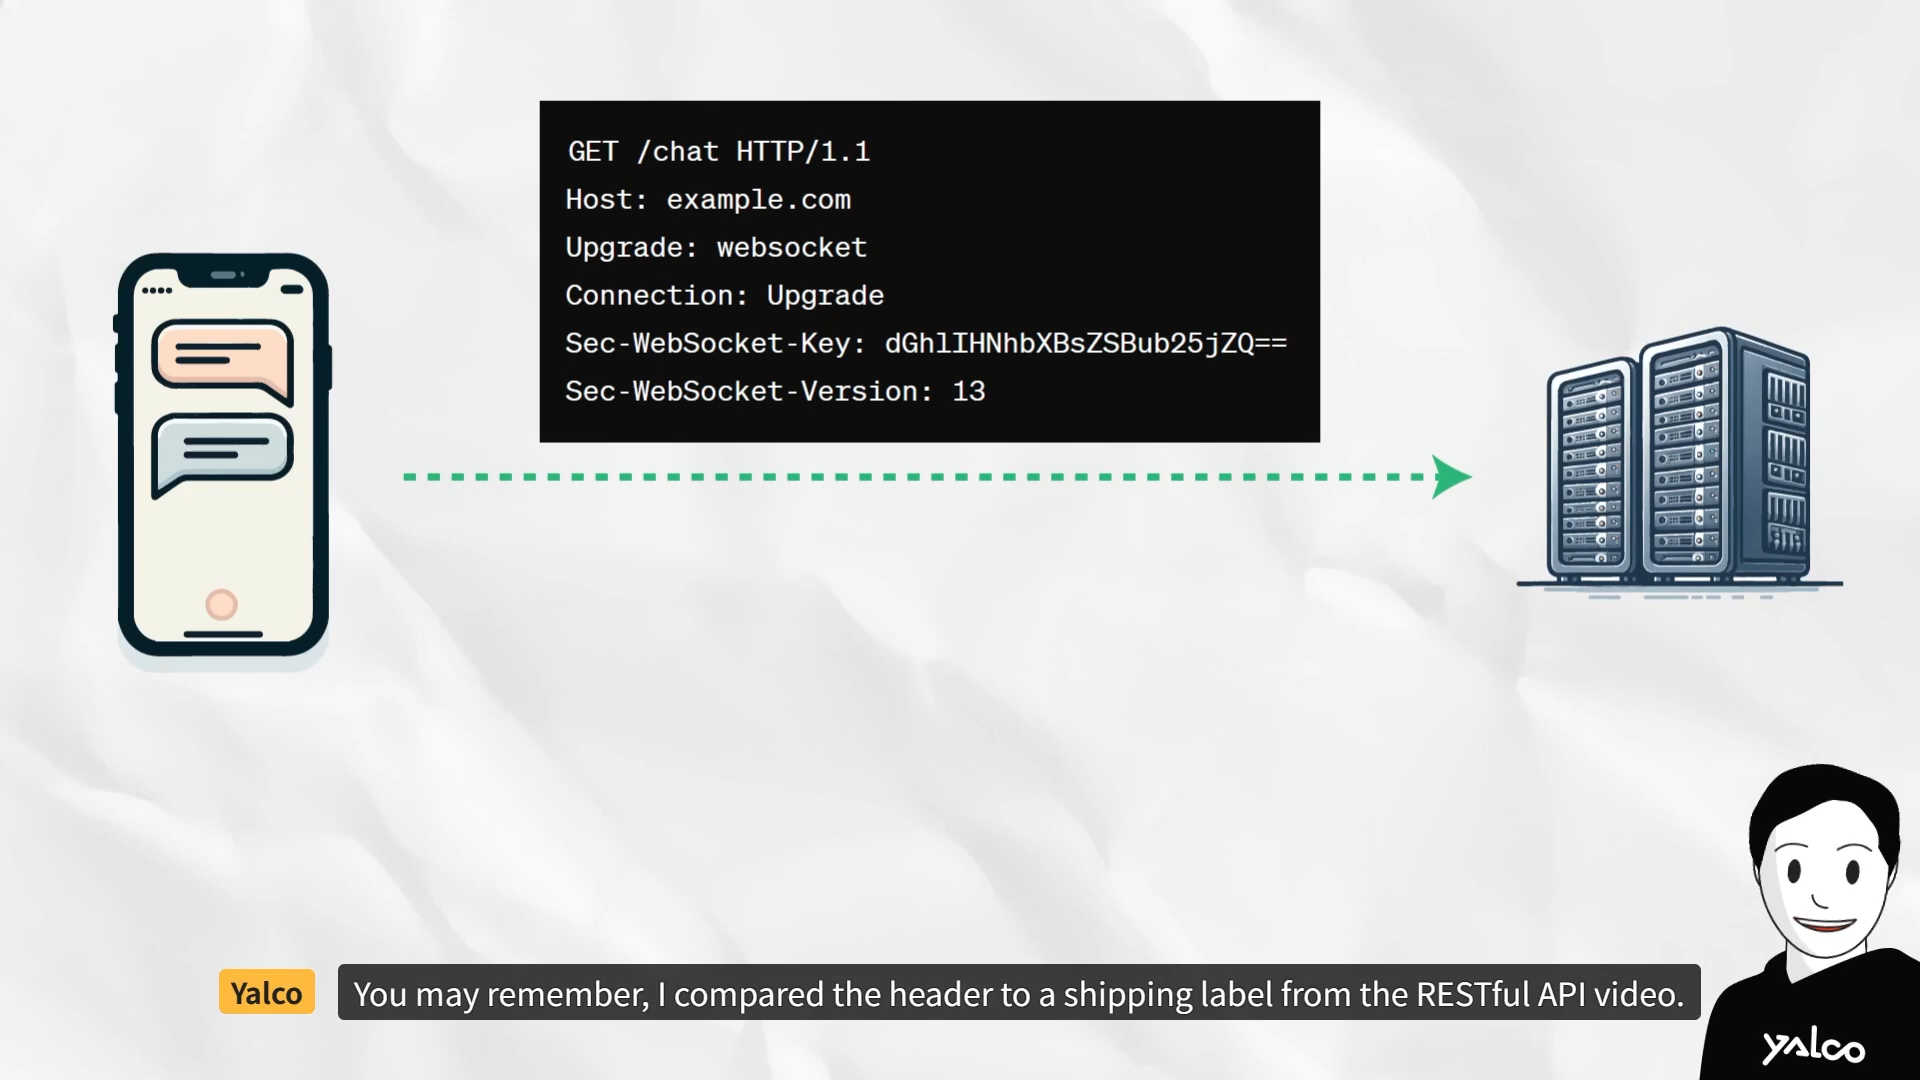 GET /chat HTTP/1.1
Host: example.com
Upgrade: websocket
Connection: Upgrade
Sec-WebSocket-Key: dGhlIHNhbXBsZSBub25jZQ==
Sec-WebSocket-Version: 13
Yalco You may remember, I compared the header to a shipping label from the RESTful API video.
yalco